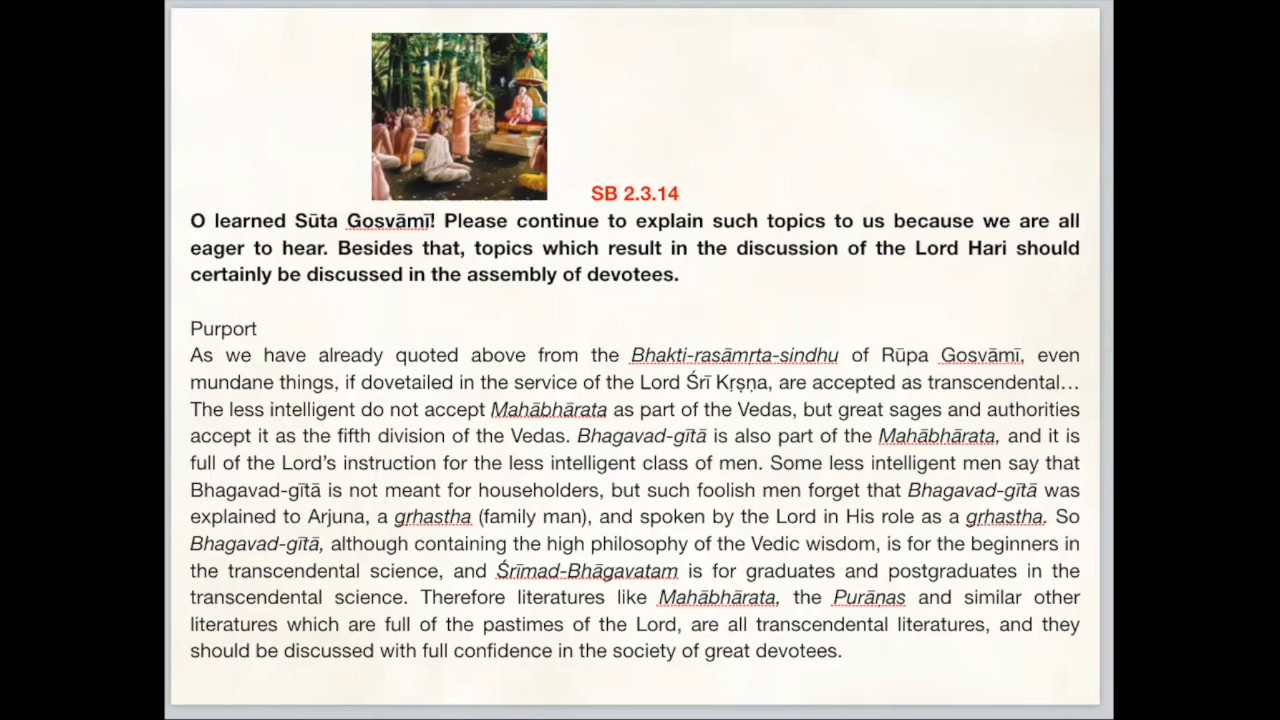 SB 2.3.14
O learned Sūta Gosvāmī! Please continue to explain such topics to us because we are all
eager to hear. Besides that, topics which result in the discussion of the Lord Hari should
certainly be discussed in the assembly of devotees.
Purport
As we have already quoted above from the Bhakti-rasāmṛta-sindhu of Rūpa Gosvāmī, even
mundane things, if dovetailed in the service of the Lord Śrī Kṛṣṇa, are accepted as transcendental…
The less intelligent do not accept Mahābhārata as part of the Vedas, but great sages and authorities
accept it as the fifth division of the Vedas. Bhagavad-gītā is also part of the Mahābhārata, and it is
full of the Lord’s instruction for the less intelligent class of men. Some less intelligent men say that
Bhagavad-gītā is not meant for householders, but such foolish men forget that Bhagavad-gītā was
explained to Arjuna, a gṛhastha (family man), and spoken by the Lord in His role as a gṛhastha. So
Bhagavad-gītā, although containing the high philosophy of the Vedic wisdom, is for the beginners in
the transcendental science, and Śrīmad-Bhāgavatam is for graduates and postgraduates in the
transcendental science. Therefore literatures like Mahābhārata, the Purāṇas and similar other
literatures which are full of the pastimes of the Lord, are all transcendental literatures, and they
should be discussed with full confidence in the society of great devotees.